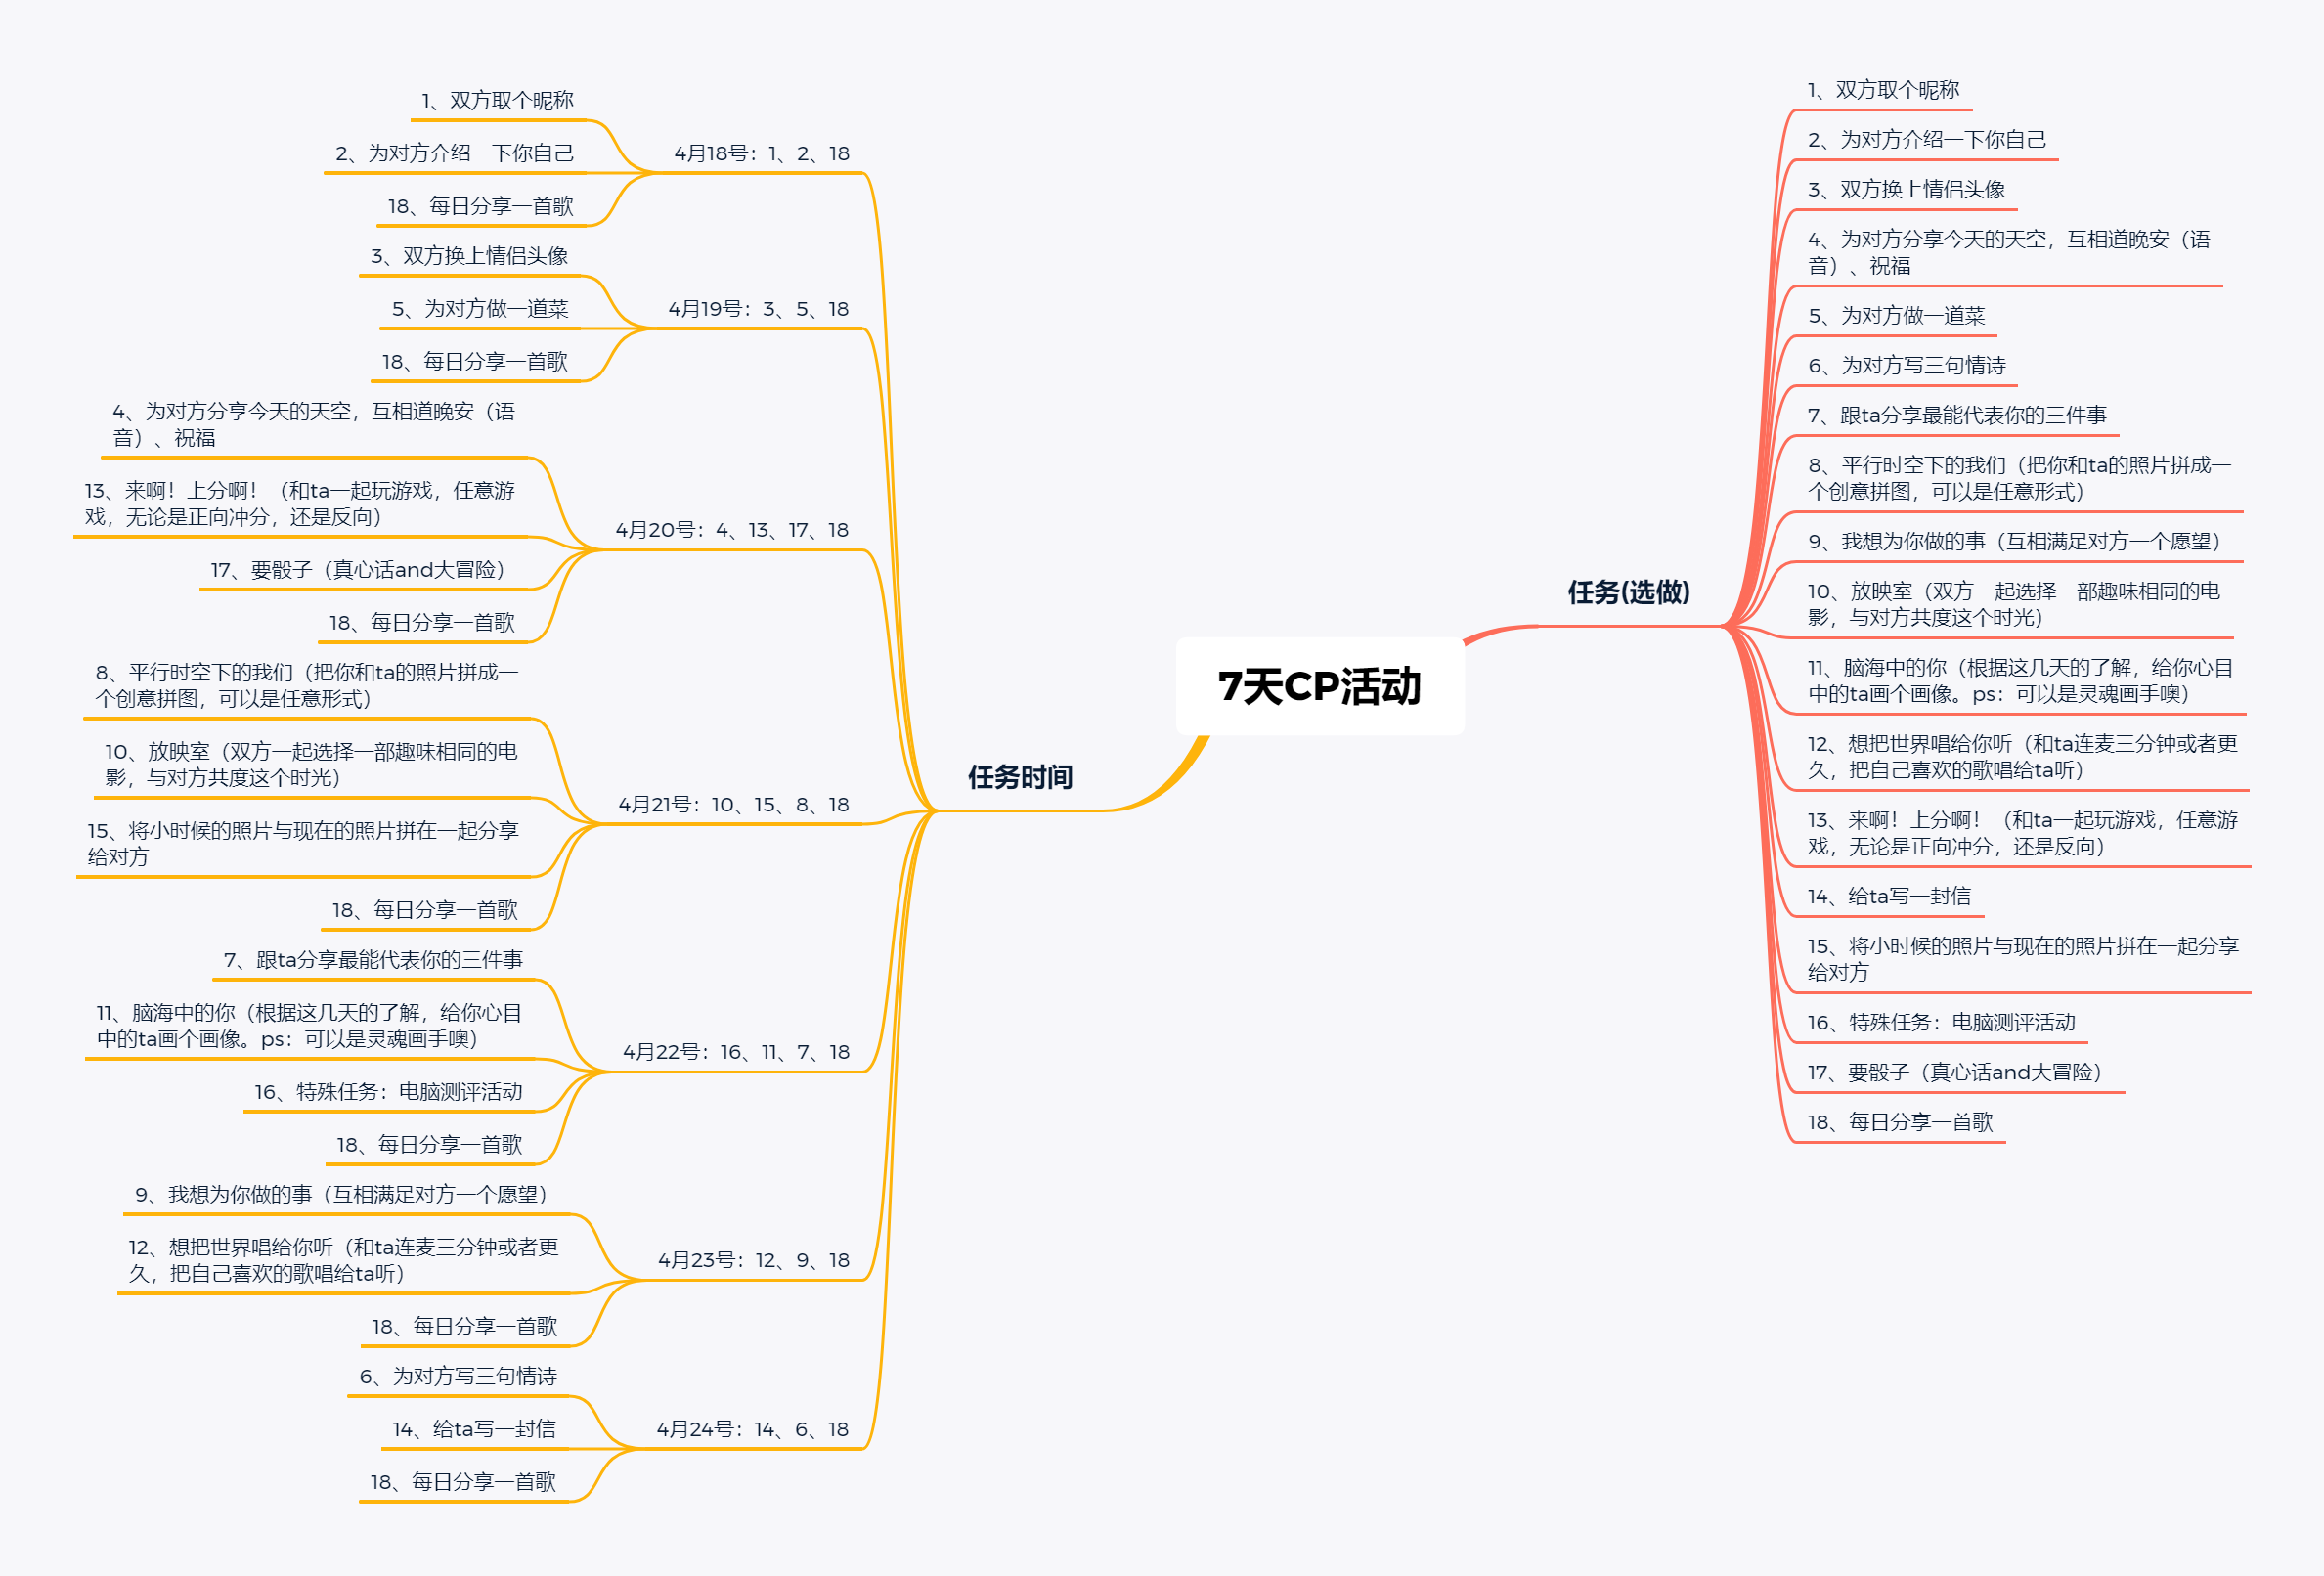 7天CP活动
任务(选做)
1、双方取个昵称
2、为对方介绍一下你自己
3、双方换上情侣头像
4、为对方分享今天的天空，互相道晚安（语
音）、祝福
5、为对方做一道菜
6、为对方写三句情诗
7、跟ta分享最能代表你的三件事
8、平行时空下的我们（把你和ta的照片拼成一
个创意拼图，可以是任意形式）
9、我想为你做的事（互相满足对方一个愿望）
10、放映室（双方一起选择一部趣味相同的电
影，与对方共度这个时光）
11、脑海中的你（根据这几天的了解，给你心目
中的ta画个画像。ps：可以是灵魂画手噢）
12、想把世界唱给你听（和ta连麦三分钟或者更
久，把自己喜欢的歌唱给ta听）
13、来啊！上分啊！（和ta一起玩游戏，任意游
戏，无论是正向冲分，还是反向）
14、给ta写一封信
15、将小时候的照片与现在的照片拼在一起分享
给对方
16、特殊任务：电脑测评活动
17、要骰子（真心话and大冒险）
18、每日分享一首歌
任务时间
4月18号：1、2、18
1、双方取个昵称
2、为对方介绍一下你自己
18、每日分享一首歌
4月19号：3、5、18
3、双方换上情侣头像
5、为对方做一道菜
18、每日分享一首歌
4月20号：4、13、17、18
4、为对方分享今天的天空，互相道晚安（语
音）、祝福
13、来啊！上分啊！（和ta一起玩游戏，任意游
戏，无论是正向冲分，还是反向）
17、要骰子（真心话and大冒险）
18、每日分享一首歌
4月21号：10、15、8、18
8、平行时空下的我们（把你和ta的照片拼成一
个创意拼图，可以是任意形式）
10、放映室（双方一起选择一部趣味相同的电
影，与对方共度这个时光）
15、将小时候的照片与现在的照片拼在一起分享
给对方
18、每日分享一首歌
4月22号：16、11、7、18
7、跟ta分享最能代表你的三件事
11、脑海中的你（根据这几天的了解，给你心目
中的ta画个画像。ps：可以是灵魂画手噢）
16、特殊任务：电脑测评活动
18、每日分享一首歌
4月23号：12、9、18
9、我想为你做的事（互相满足对方一个愿望）
12、想把世界唱给你听（和ta连麦三分钟或者更
久，把自己喜欢的歌唱给ta听）
18、每日分享一首歌
4月24号：14、6、18
6、为对方写三句情诗
14、给ta写一封信
18、每日分享一首歌